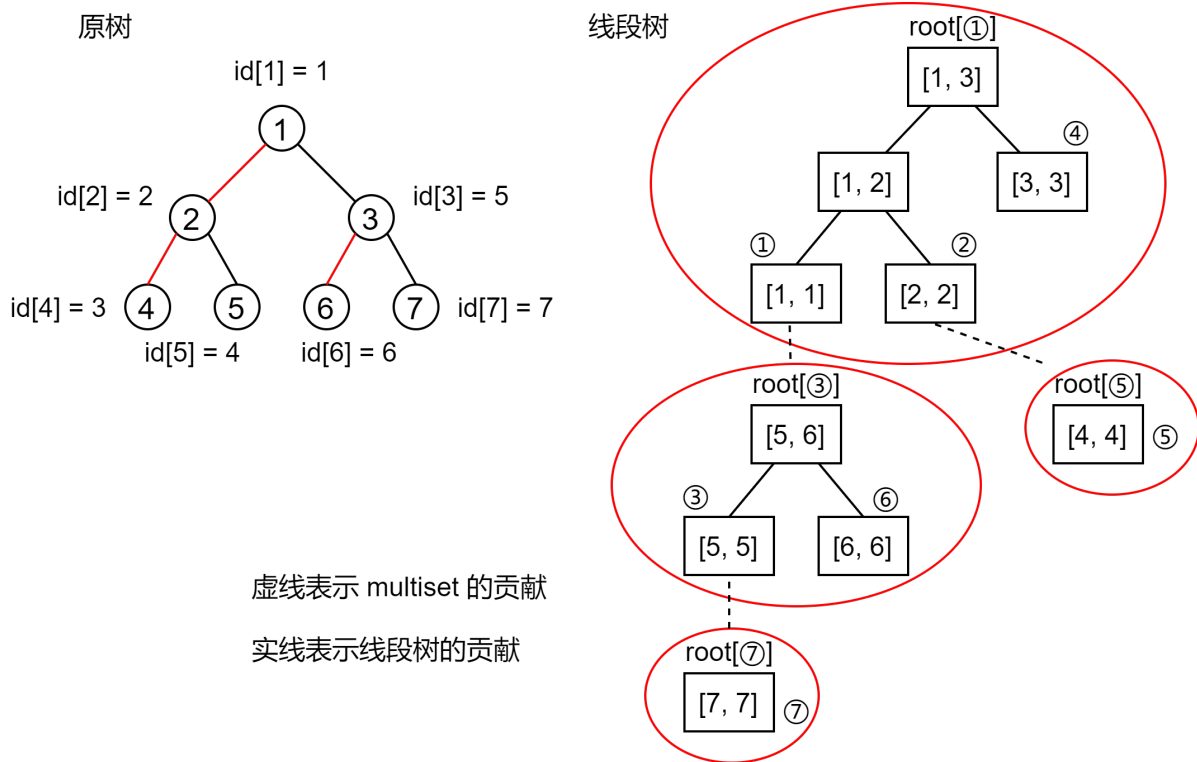 原树
id[1] = 1
1
id[2] = 2
2
3
id[3] = 5
id[4] = 3
4
5
6
7
id[7] = 7
id[5] = 4
id[6] = 6
线段树
root[①]
[1, 3]
④
[1, 2]
[3, 3]
①
②
[1, 1]
[2, 2]
root[③]
root[⑤]
[5, 6]
[4, 4]
⑤
③
⑥
[5, 5]
[6, 6]
虚线表示 multiset 的贡献
实线表示线段树的贡献
root[⑦]
[7, 7]
⑦